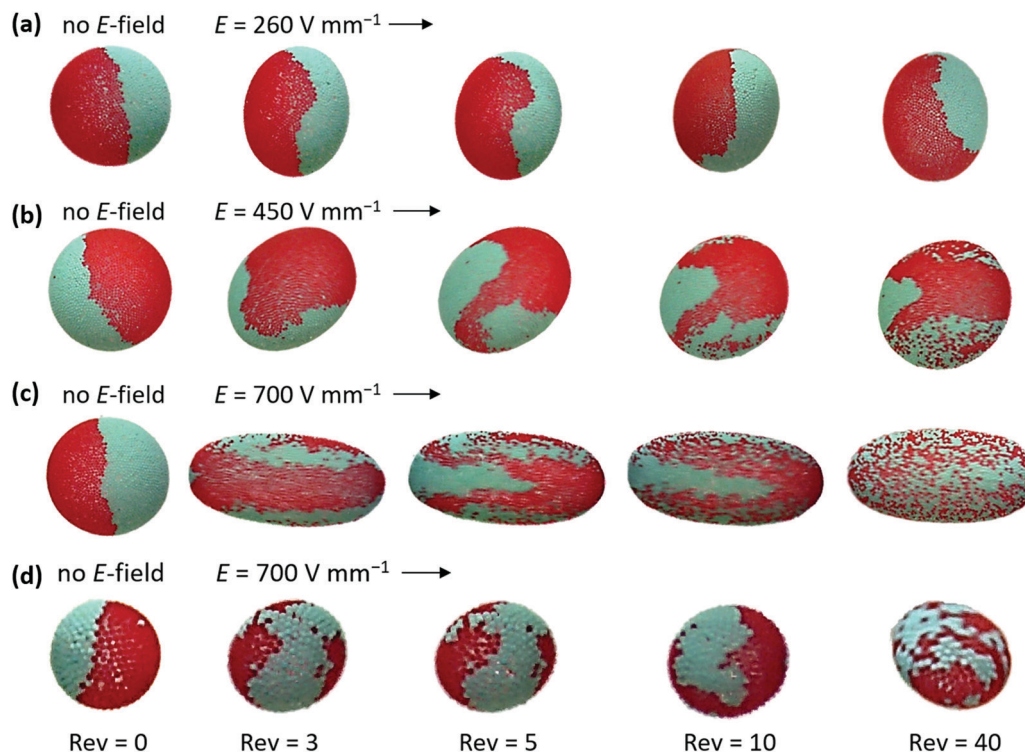 (a) no E-field E = 260 V mm⁻¹
(b) no E-field E = 450 V mm⁻¹
(c) no E-field E = 700 V mm⁻¹
(d) no E-field E = 700 V mm⁻¹
Rev = 0 Rev = 3 Rev = 5 Rev = 10 Rev = 40